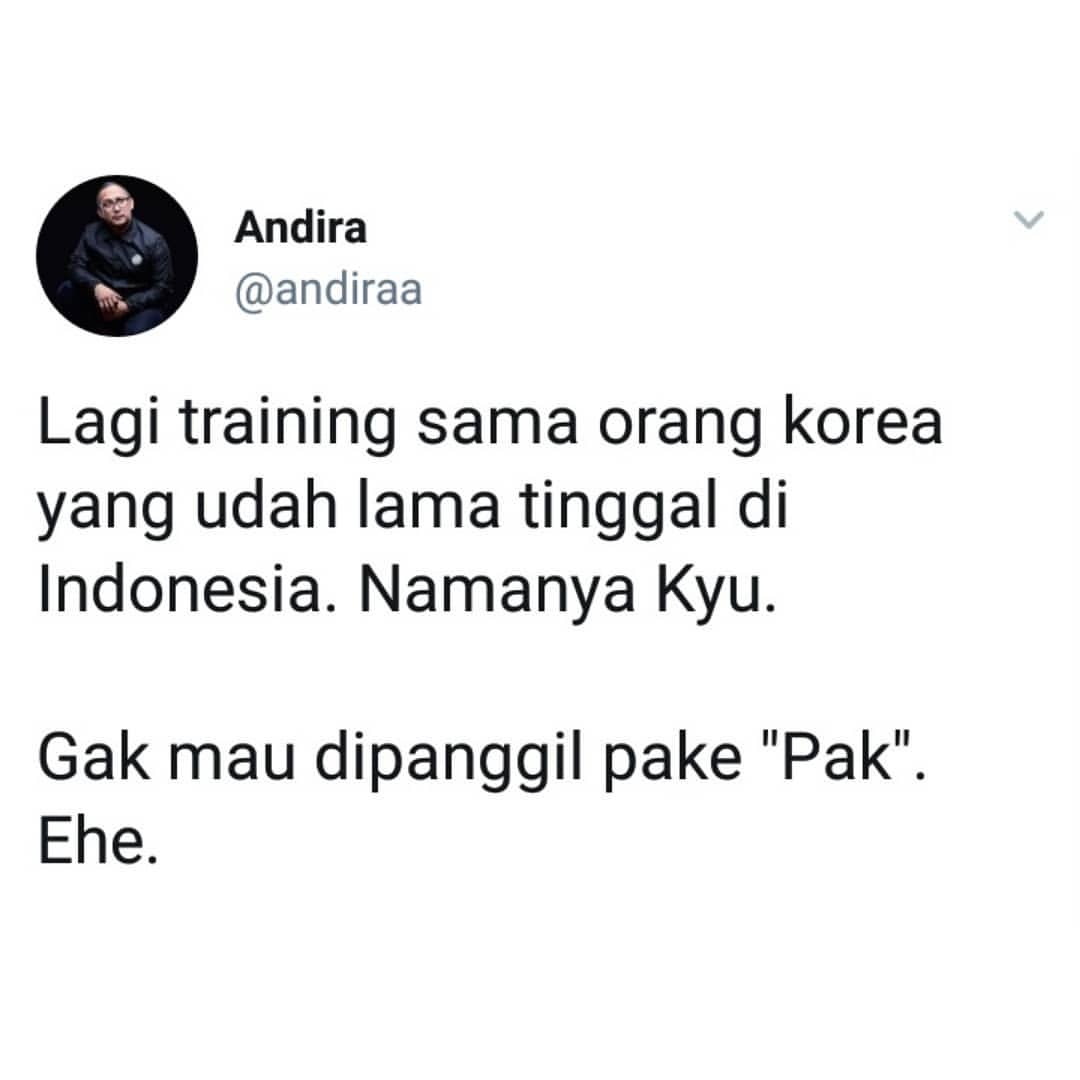 Andira
@andiraa
Lagi training sama orang korea
yang udah lama tinggal di
Indonesia. Namanya Kyu.
Gak mau dipanggil pake "Pak".
Ehe.